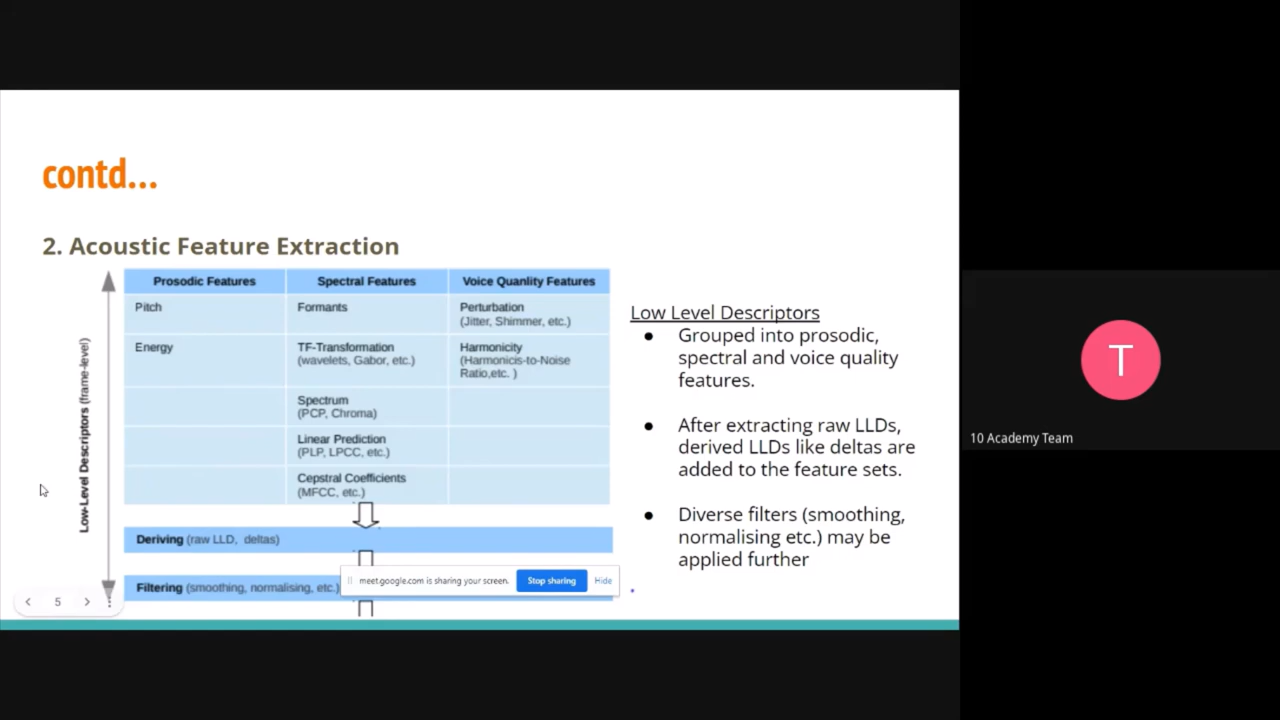 contd...
2. Acoustic Feature Extraction
Low-Level Descriptors (frame-level)
Prosodic Features
Spectral Features
Voice Quanlity Features
Pitch
Formants
Perturbation
(Jitter, Shimmer, etc.)
Energy
TF-Transformation
(wavelets, Gabor, etc.)
Harmonicity
(Harmonicis-to-Noise
Ratio,etc. )
Spectrum
(PCP, Chroma)
Linear Prediction
(PLP, LPCC, etc.)
Cepstral Coefficients
(MFCC, etc.)
Deriving (raw LLD, deltas)
Filtering (smoothing, normalising, etc.)
Low Level Descriptors
● Grouped into prosodic,
spectral and voice quality
features.
● After extracting raw LLDs,
derived LLDs like deltas are
added to the feature sets.
● Diverse filters (smoothing,
normalising etc.) may be
applied further
meet.google.com is sharing your screen.
Stop sharing
Hide
5
T
10 Academy Team